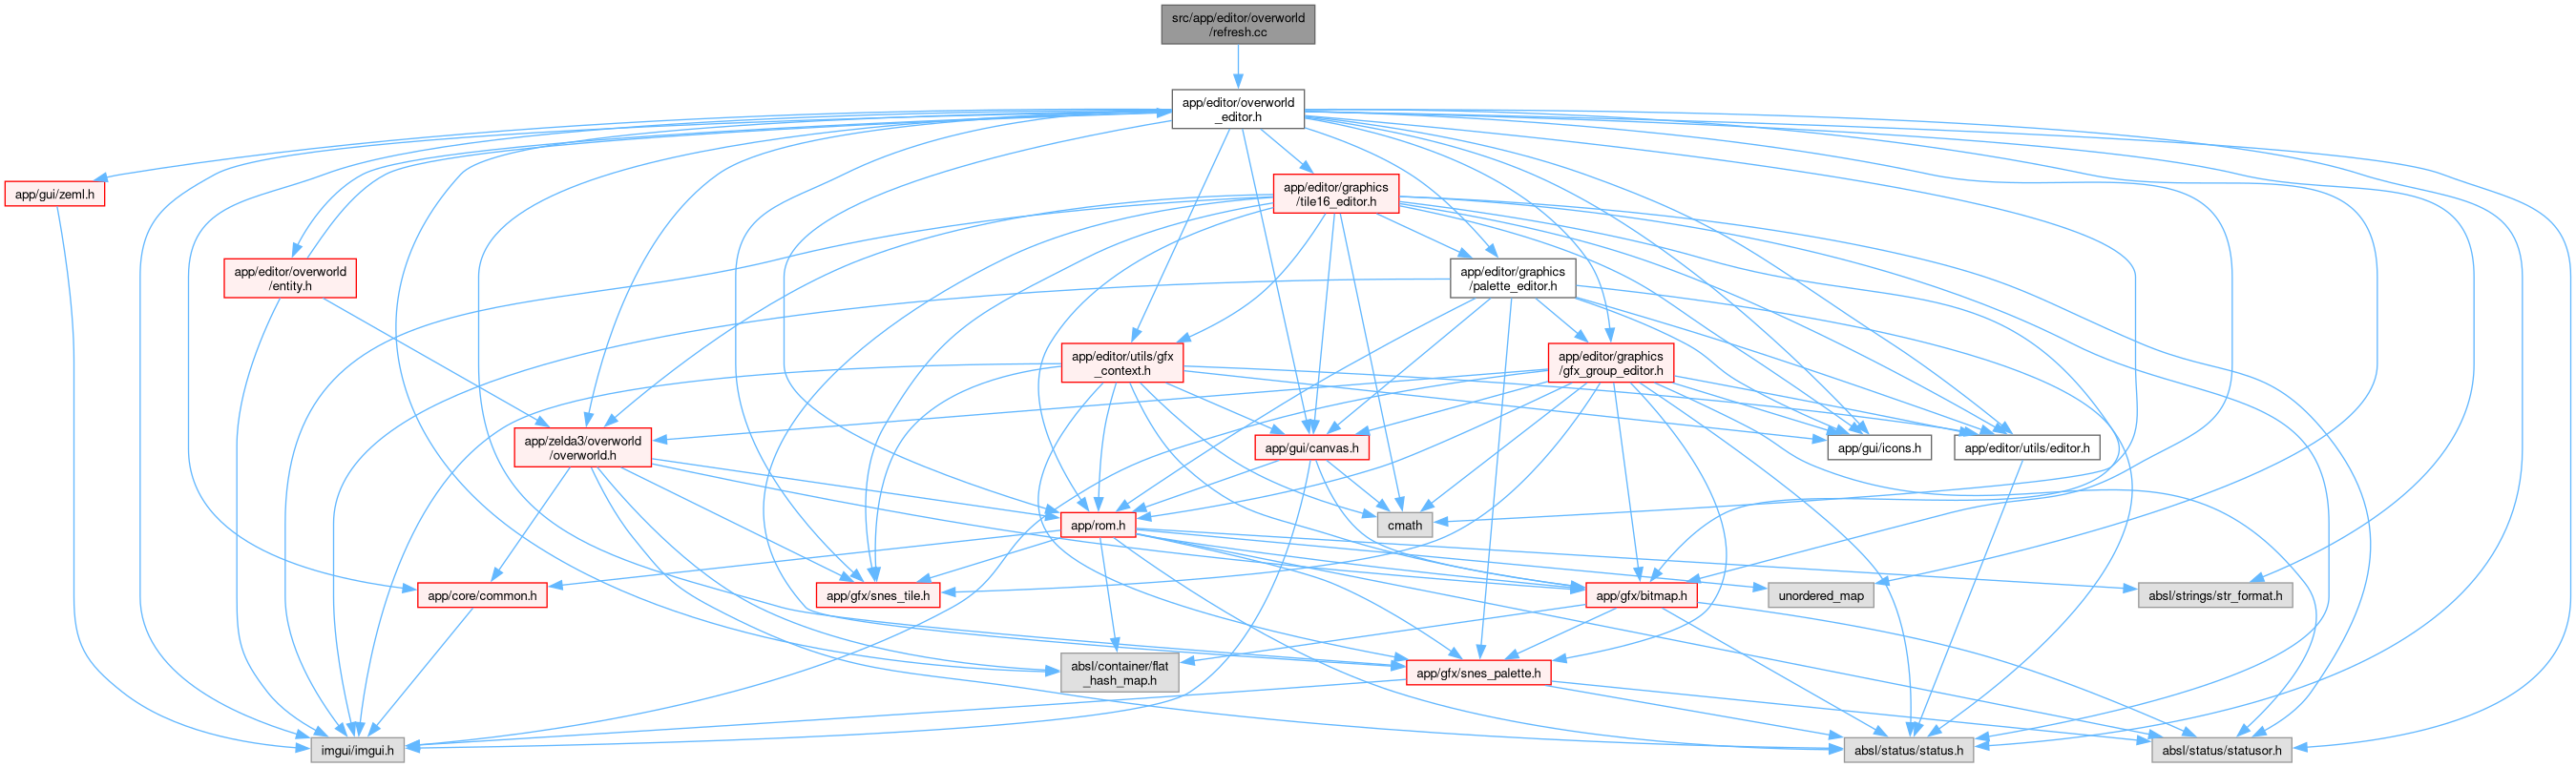 src/app/editor/overworld
/refresh.cc
app/editor/overworld
_editor.h
app/gui/zeml.h
app/editor/graphics
/tile16_editor.h
app/editor/overworld
/entity.h
app/editor/graphics
/palette_editor.h
app/editor/utils/gfx
_context.h
app/editor/graphics
/gfx_group_editor.h
app/zelda3/overworld
/overworld.h
app/gui/canvas.h
app/gui/icons.h
app/editor/utils/editor.h
app/rom.h
cmath
app/core/common.h
app/gfx/snes_tile.h
app/gfx/bitmap.h
unordered_map
absl/strings/str_format.h
absl/container/flat
_hash_map.h
app/gfx/snes_palette.h
imgui/imgui.h
absl/status/status.h
absl/status/statusor.h